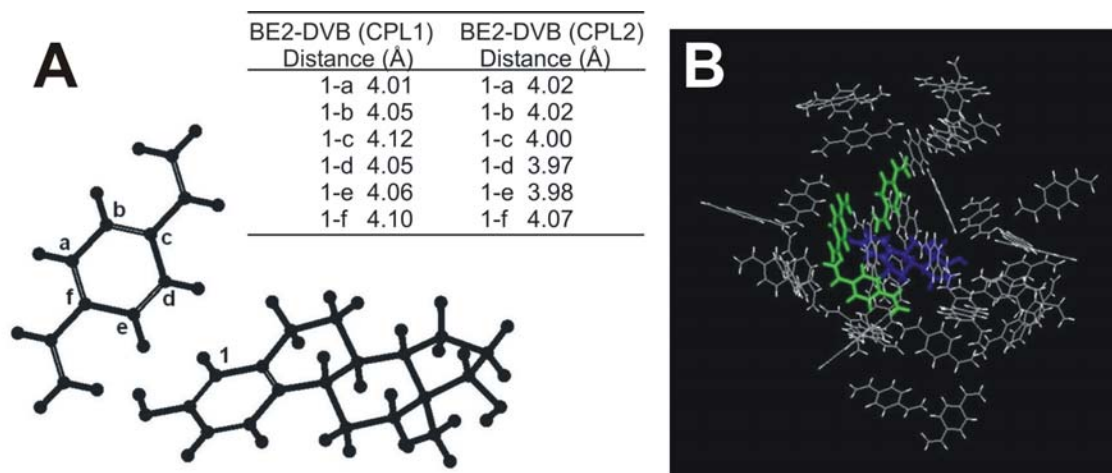 A
BE2-DVB (CPL1) BE2-DVB (CPL2)
Distance (Å) Distance (Å)
1-a 4.01 1-a 4.02
1-b 4.05 1-b 4.02
1-c 4.12 1-c 4.00
1-d 4.05 1-d 3.97
1-e 4.06 1-e 3.98
1-f 4.10 1-f 4.07
b
a
c
f
d
e
1
B